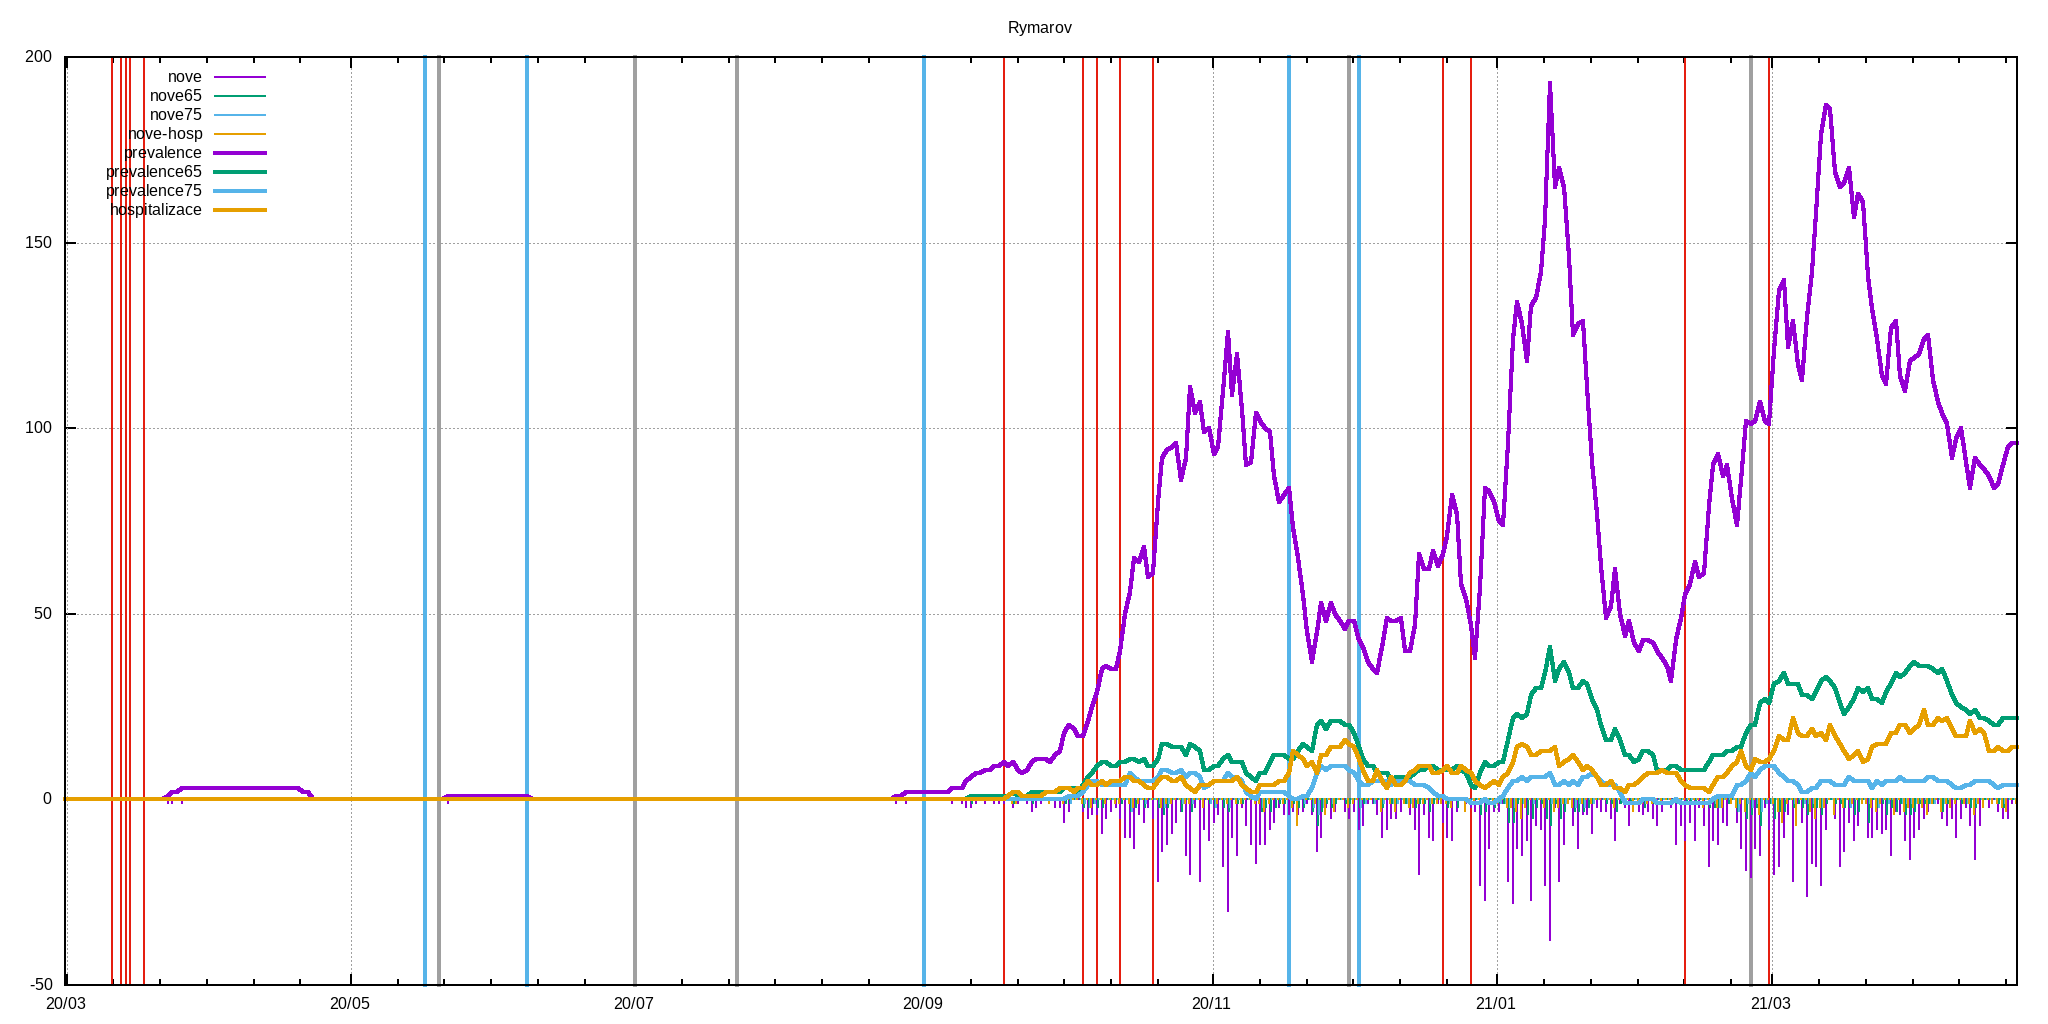 Rymarov
200
150
100
50
0
-50
nove
nove65
nove75
nove-hosp
prevalence
prevalence65
prevalence75
hospitalizace
20/03 20/05 20/07 20/09 20/11 21/01 21/03